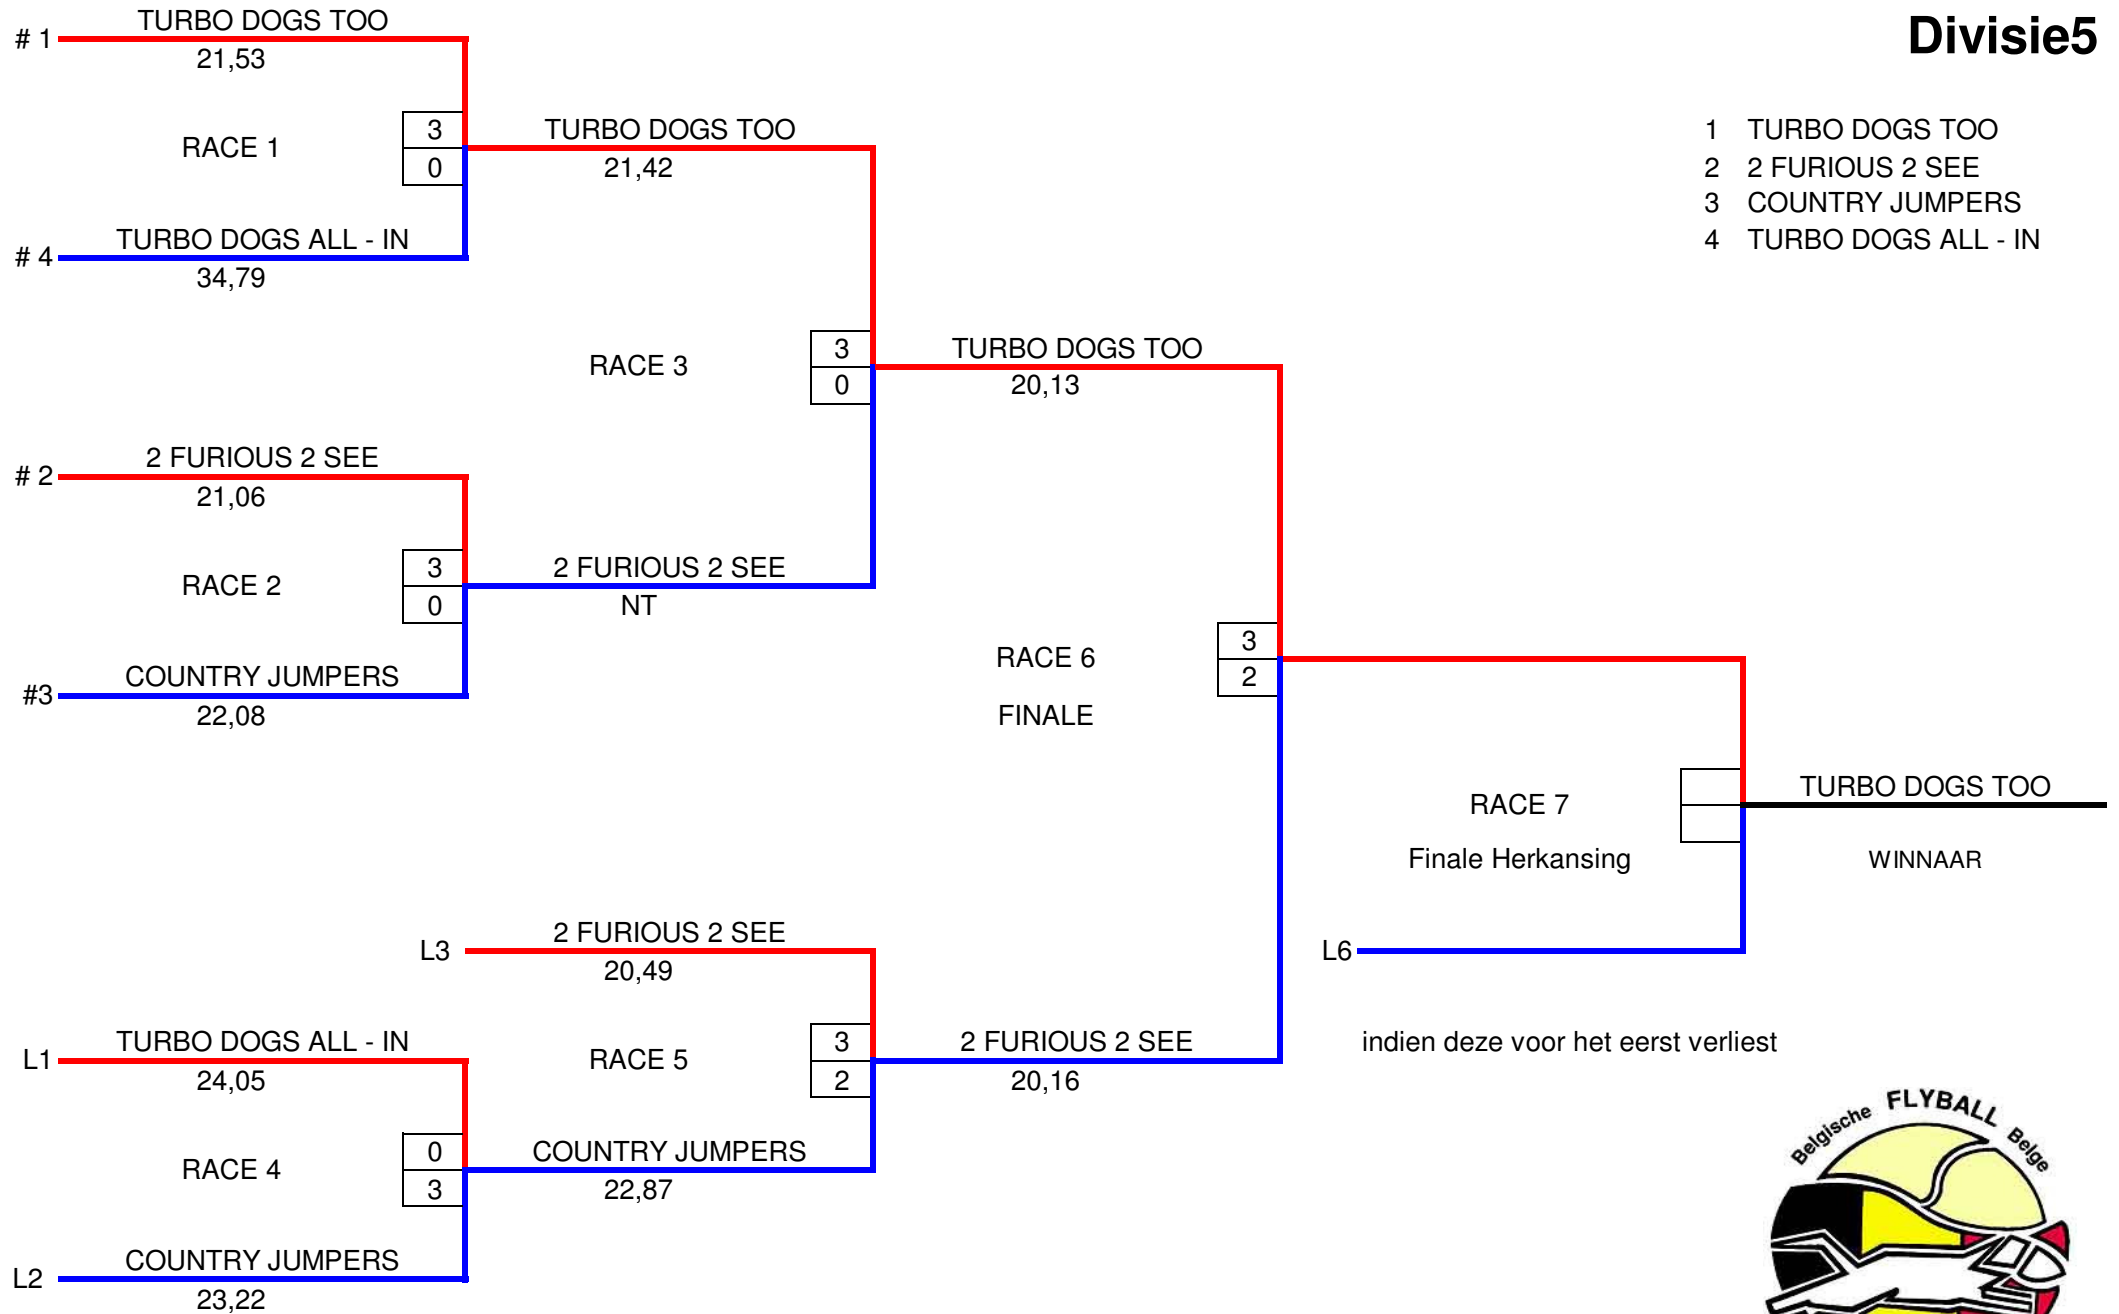 Divisie5
TURBO DOGS TOO
# 1
21,53
3
TURBO DOGS TOO
1 TURBO DOGS TOO
RACE 1
0
21,42
2 2 FURIOUS 2 SEE
3 COUNTRY JUMPERS
TURBO DOGS ALL - IN
4 TURBO DOGS ALL - IN
# 4
34,79
3
TURBO DOGS TOO
RACE 3
0
20,13
2 FURIOUS 2 SEE
# 2
21,06
3
2 FURIOUS 2 SEE
RACE 2
0
NT
3
RACE 6
2
COUNTRY JUMPERS
#3
22,08
FINALE
TURBO DOGS TOO
RACE 7
Finale Herkansing
WINNAAR
2 FURIOUS 2 SEE
L3
20,49
L6
TURBO DOGS ALL - IN
3
2 FURIOUS 2 SEE
indien deze voor het eerst verliest
L1
RACE 5
24,05
2
20,16
0
COUNTRY JUMPERS
RACE 4
3
22,87
COUNTRY JUMPERS
L2
23,22
Belgische FLYBALL Belge